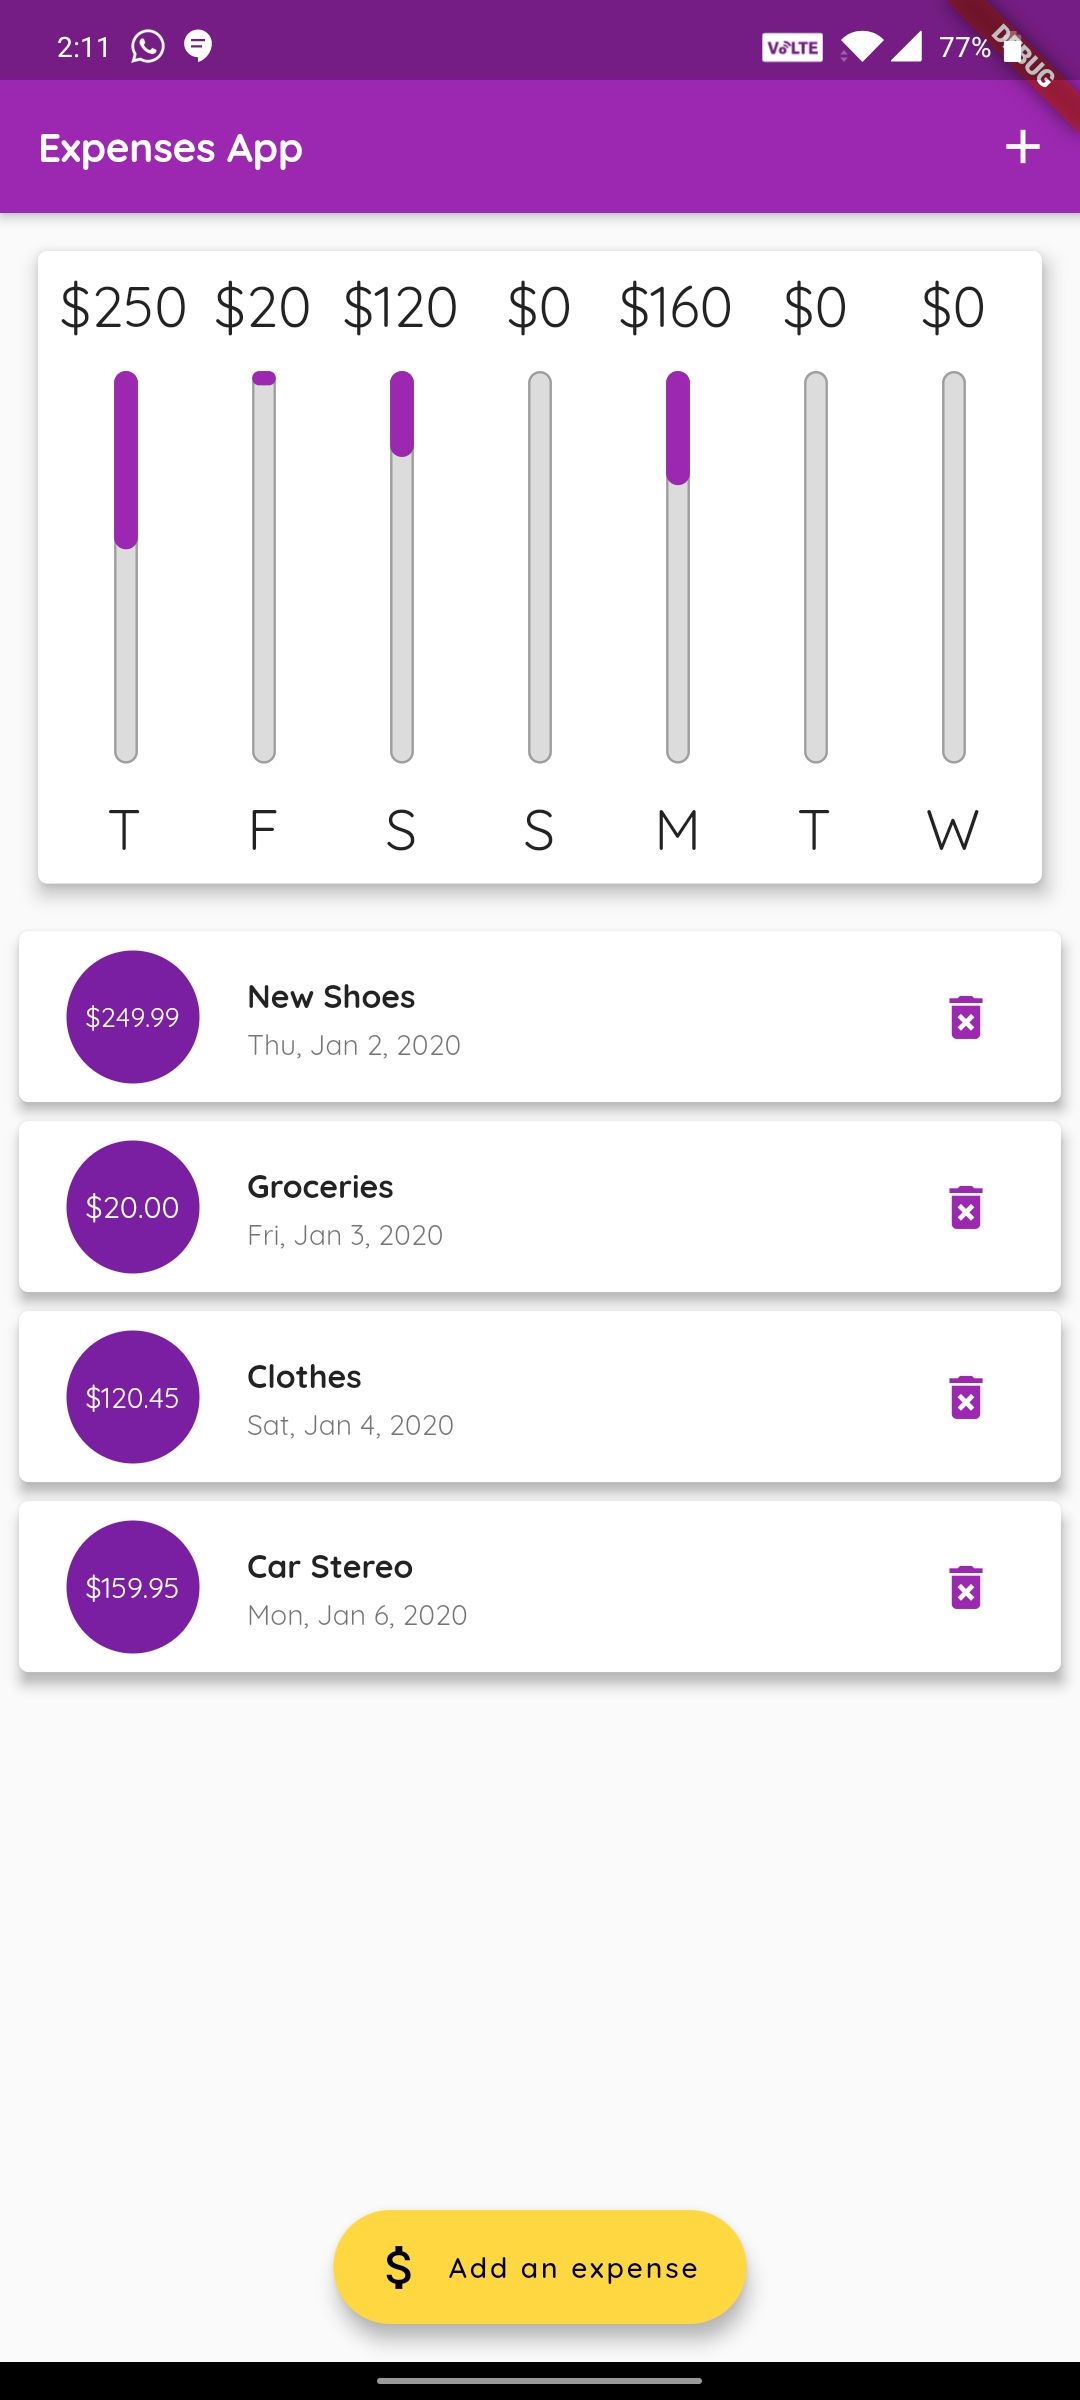 2:11 VoLTE 77%
DEBUG
Expenses App
$250 $20 $120 $0 $160 $0 $0
T F S S M T W
$249.99
New Shoes
Thu, Jan 2, 2020
$20.00
Groceries
Fri, Jan 3, 2020
$120.45
Clothes
Sat, Jan 4, 2020
$159.95
Car Stereo
Mon, Jan 6, 2020
$ Add an expense